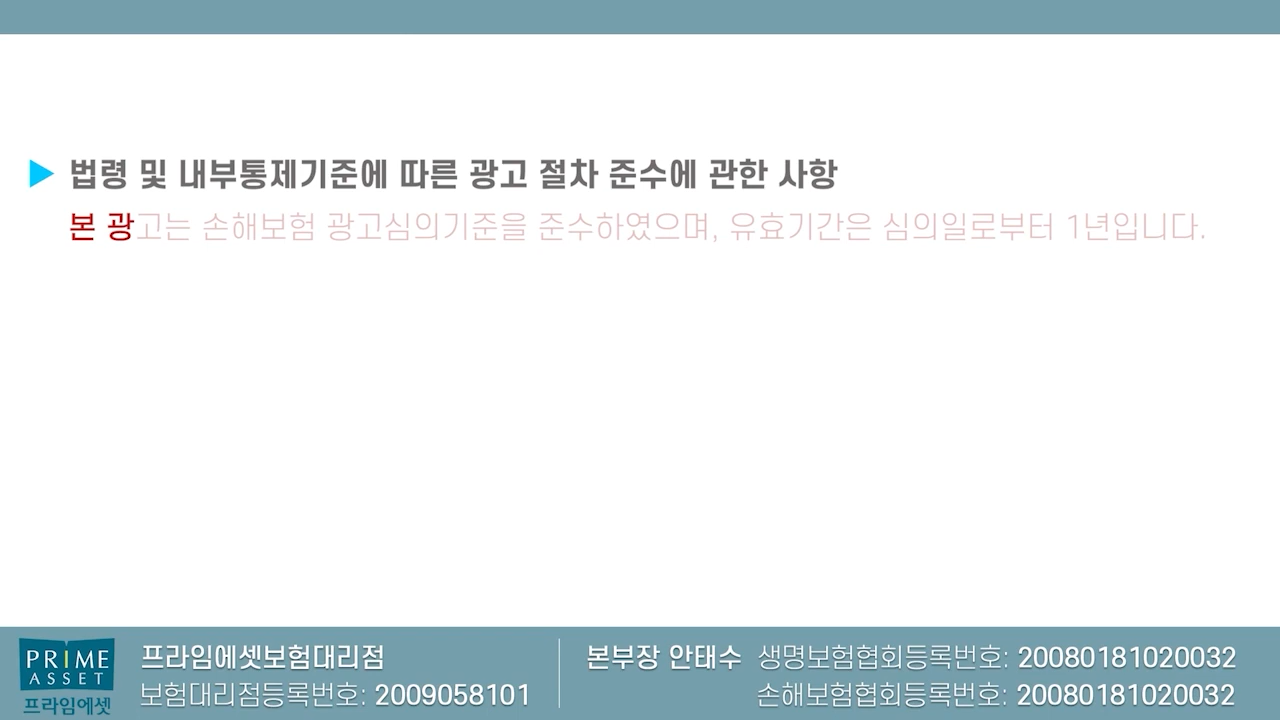 ▶ 법령 및 내부통제기준에 따른 광고 절차 준수에 관한 사항
본 광고는 손해보험 광고심의기준을 준수하였으며, 유효기간은 심의일로부터 1년입니다.
PRIME
ASSET
프라임에셋
프라임에셋보험대리점
보험대리점등록번호: 2009058101
본부장 안태수 생명보험협회등록번호: 20080181020032
손해보험협회등록번호: 20080181020032